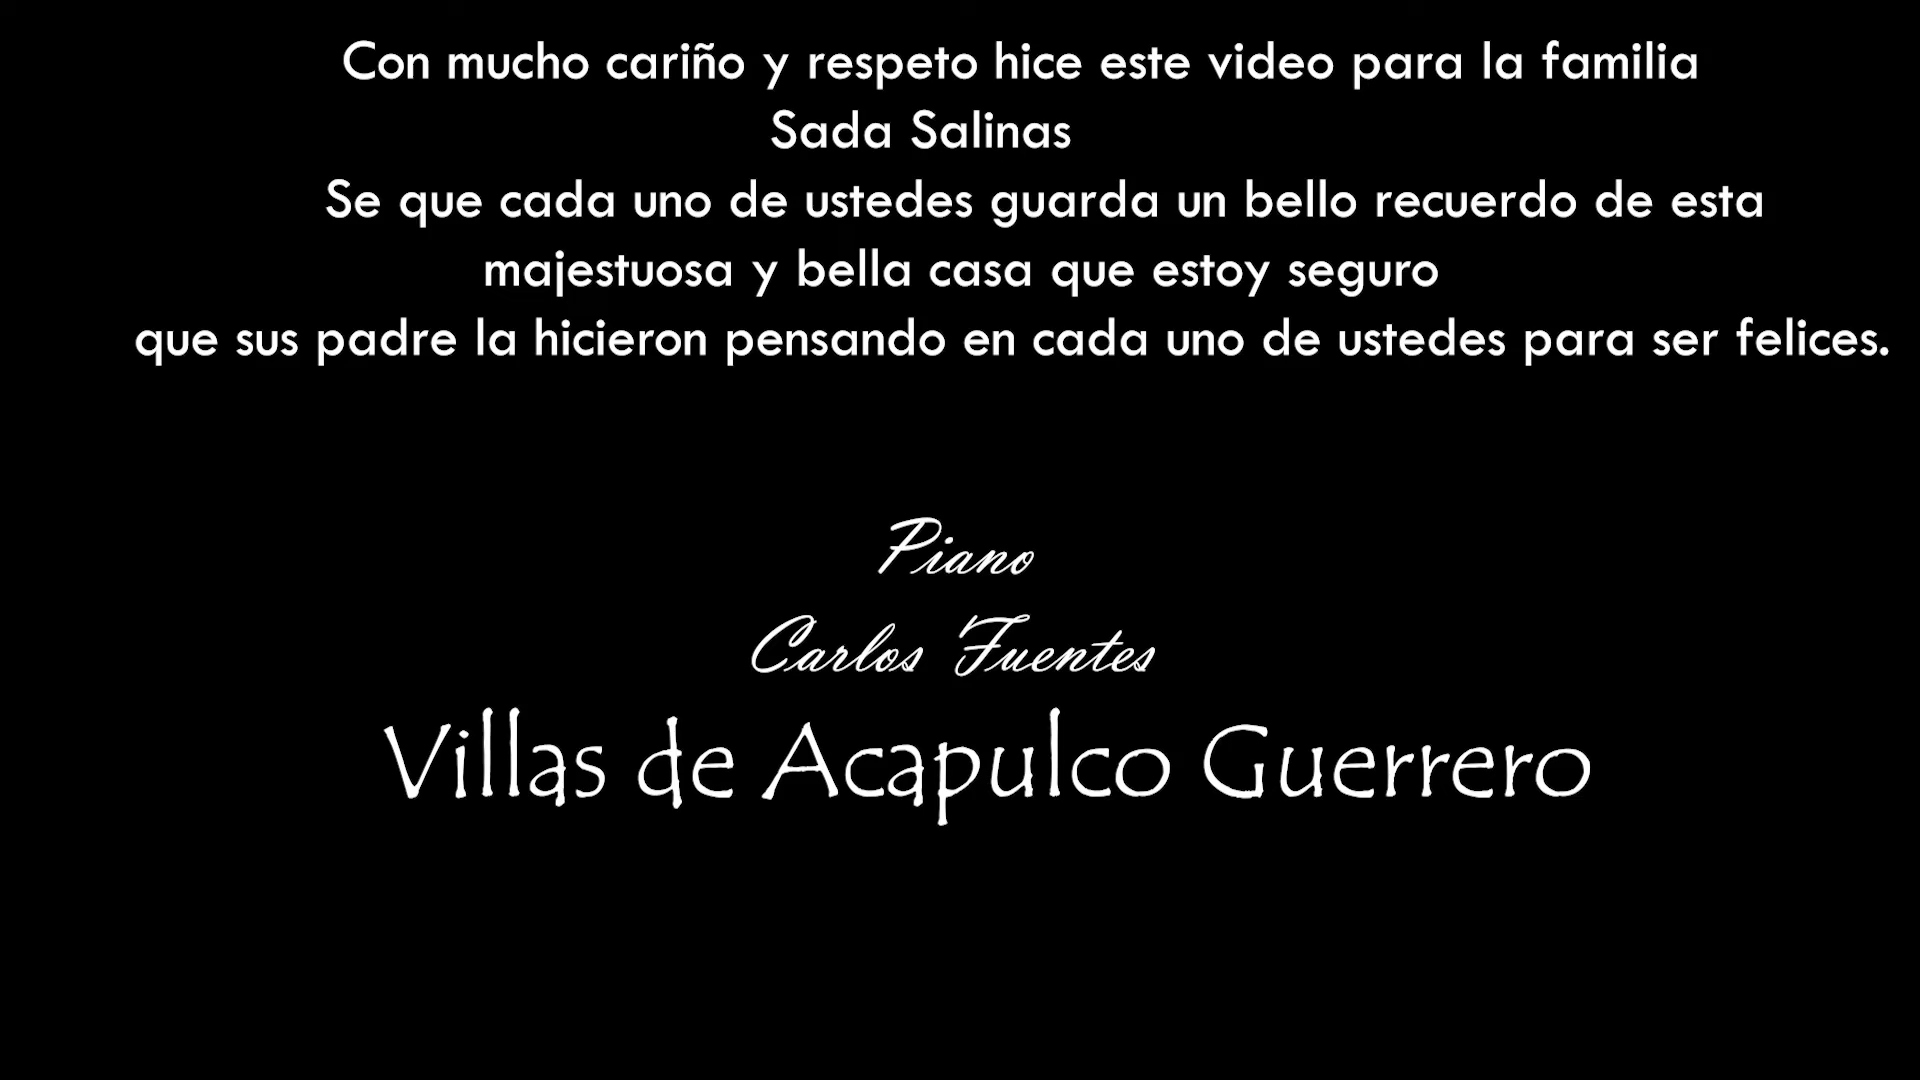 Con mucho cariño y respeto hice este video para la familia
Sada Salinas
Se que cada uno de ustedes guarda un bello recuerdo de esta
majestuosa y bella casa que estoy seguro
que sus padre la hicieron pensando en cada uno de ustedes para ser felices.
Piano
Carlos Fuentes
Villas de Acapulco Guerrero